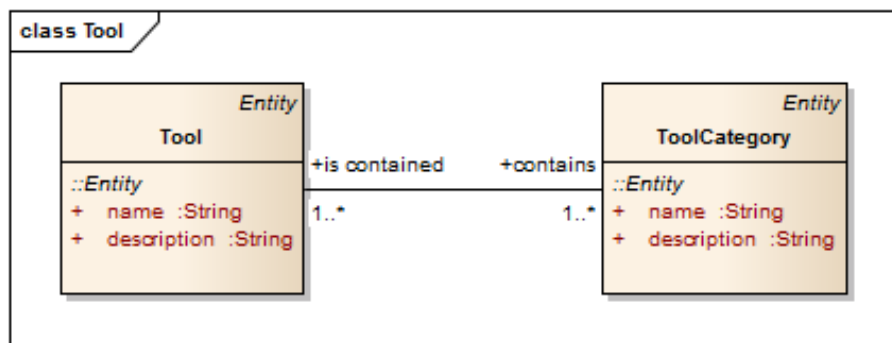 class Tool
Entity
Tool
::Entity
+ name :String
+ description :String
+is contained
1..*
+contains
1..*
Entity
ToolCategory
::Entity
+ name :String
+ description :String